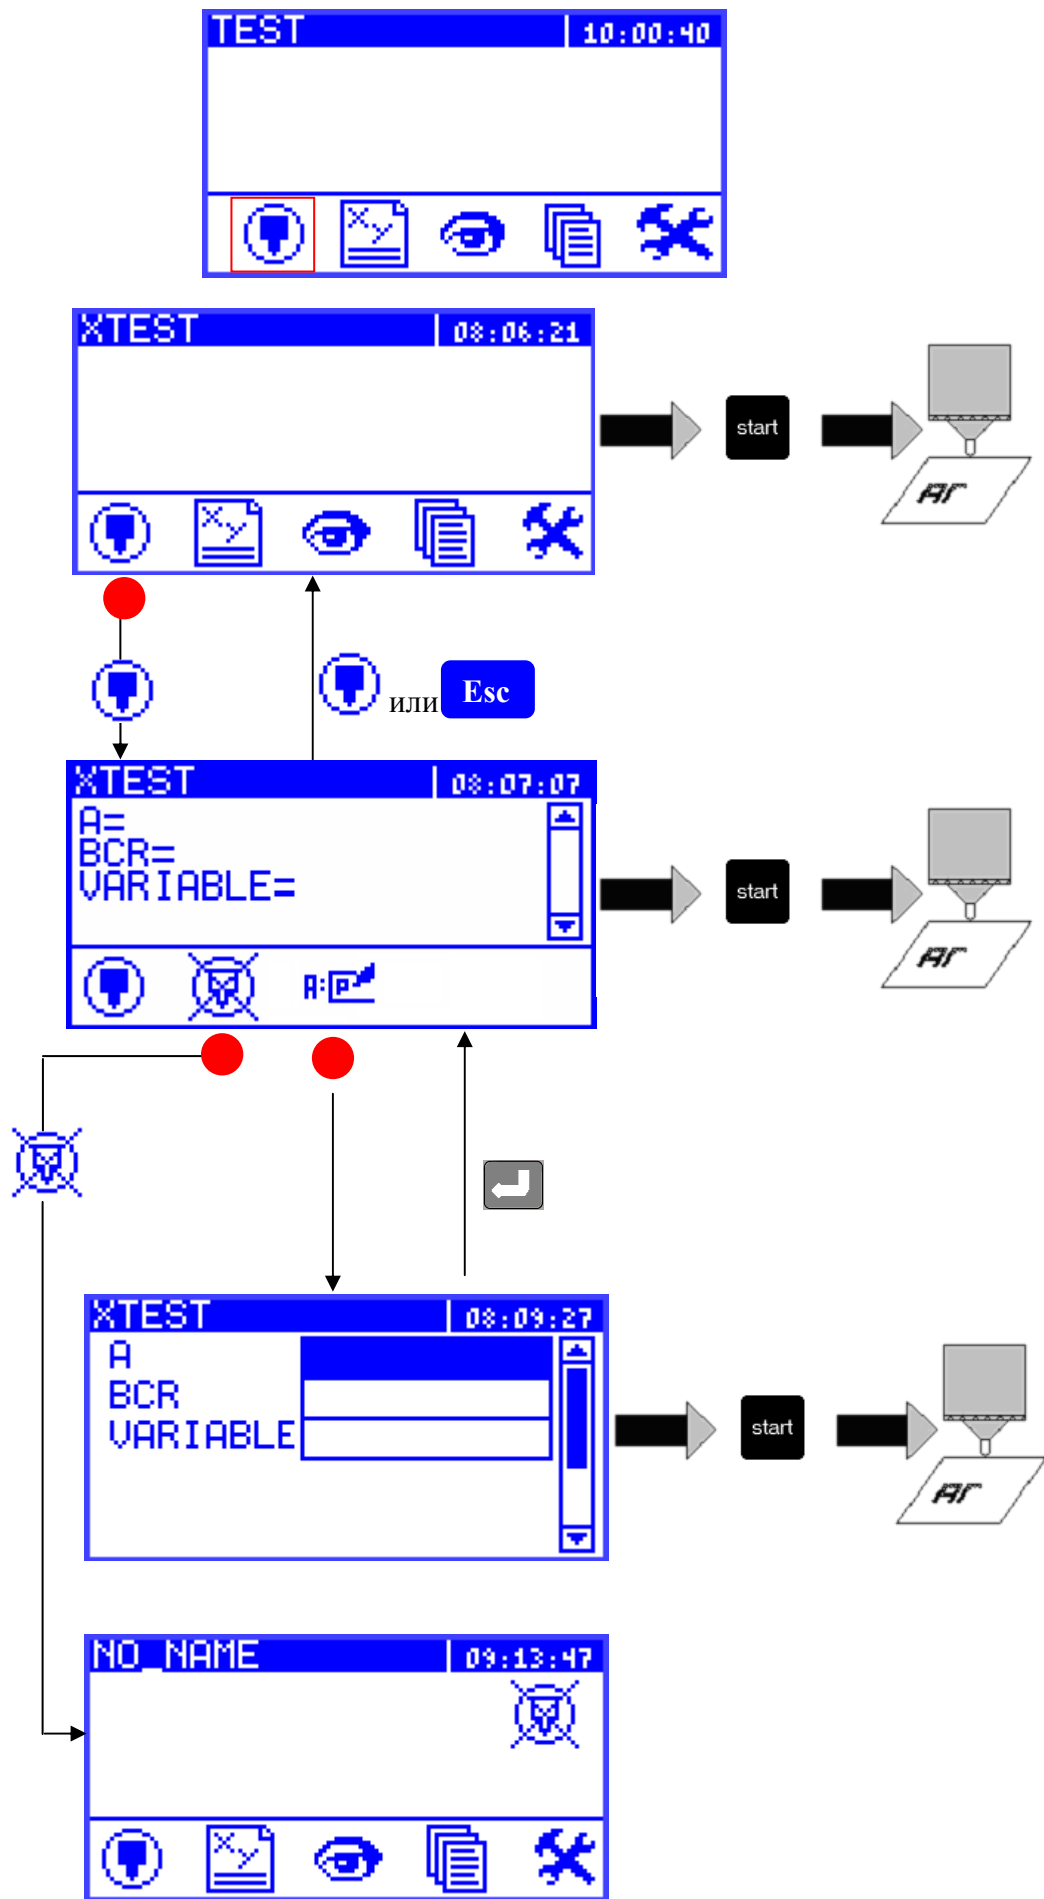 TEST 10:00:40
XTEST 08:06:21
start
или Esc
XTEST 08:07:07
A=
BCR=
VARIABLE=
start
A:P
XTEST 08:09:27
A
BCR
VARIABLE
start
NO_NAME 09:13:47